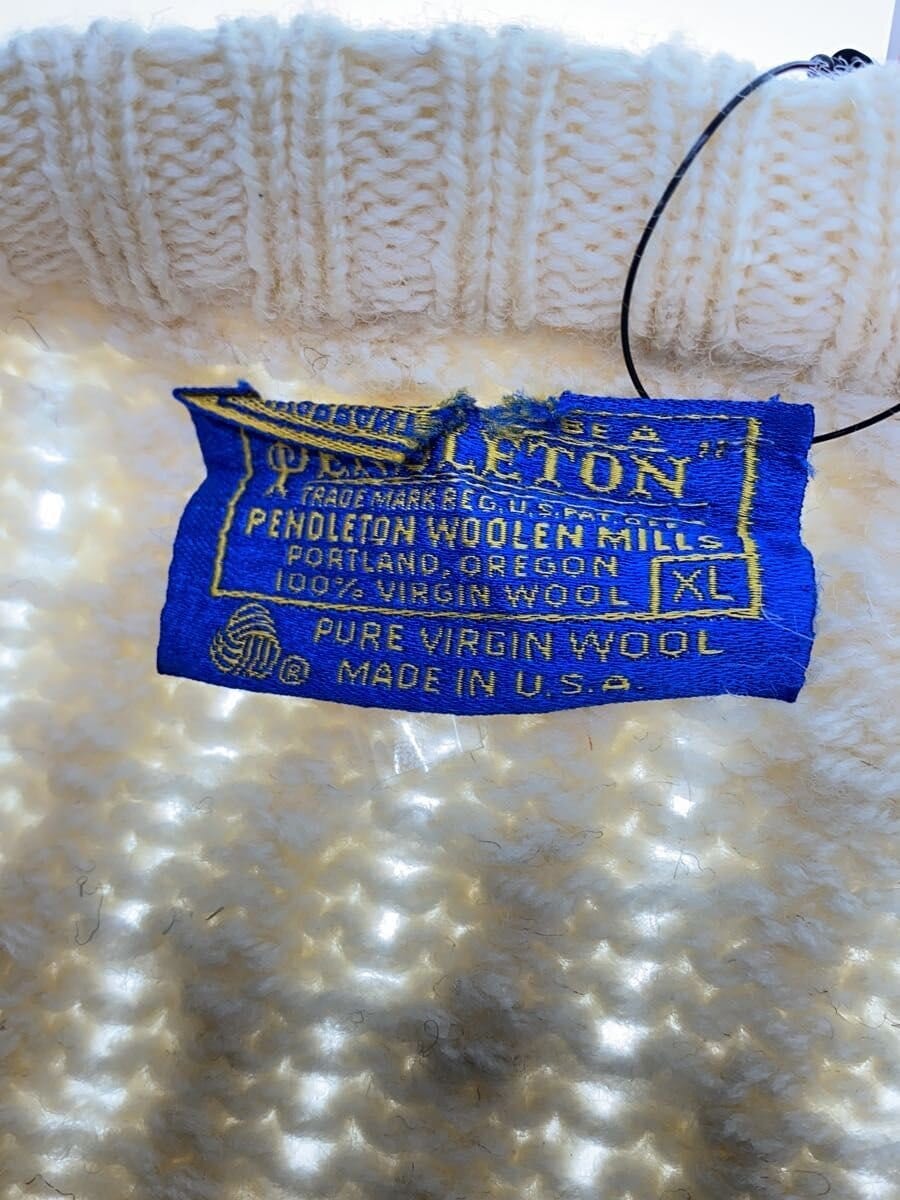 BE A
PENDLETON"
TRADE MARK REG. U.S. PAT. OFF.
PENDLETON WOOLEN MILLS
PORTLAND, OREGON
100% VIRGIN WOOL XL
PURE VIRGIN WOOL
® MADE IN U.S.A.